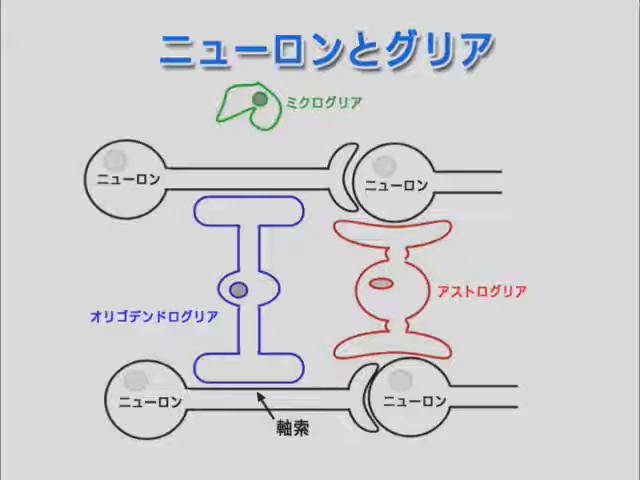 ニューロンとグリア
ミクログリア
ニューロン
ニューロン
アストログリア
オリゴデンドログリア
ニューロン
ニューロン
軸索